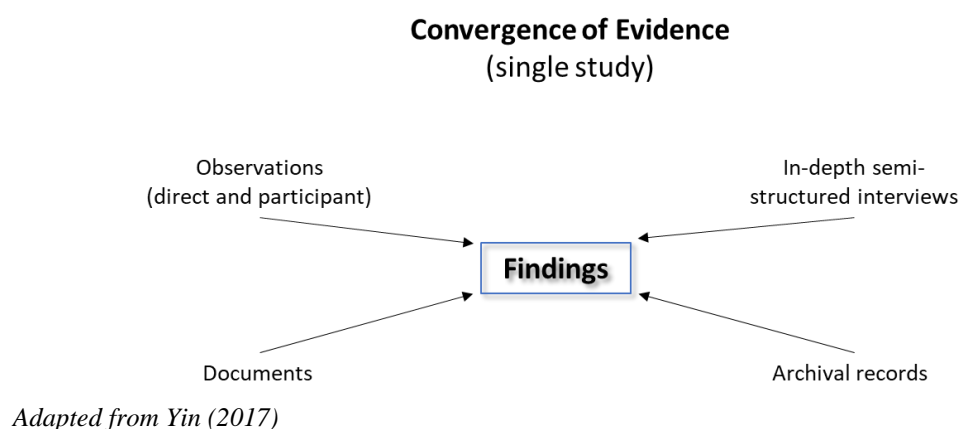 Convergence of Evidence
(single study)
Observations
(direct and participant)
In-depth semi-
structured interviews
Findings
Documents
Archival records
Adapted from Yin (2017)